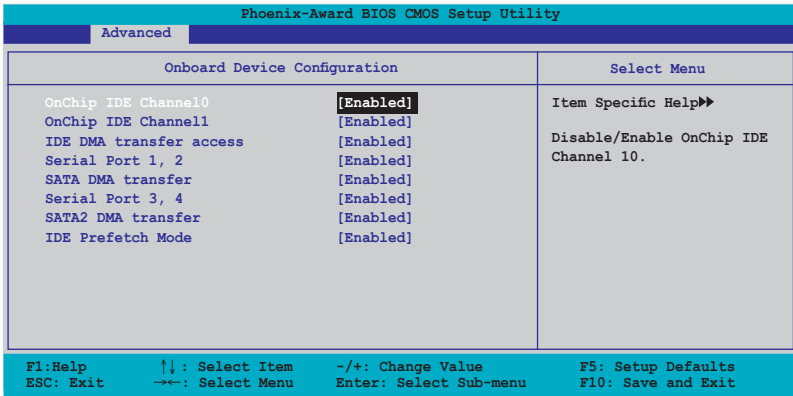 Phoenix-Award BIOS CMOS Setup Utility
Advanced
Onboard Device Configuration
Select Menu
OnChip IDE Channel0 [Enabled]
OnChip IDE Channel1 [Enabled]
IDE DMA transfer access [Enabled]
Serial Port 1, 2 [Enabled]
SATA DMA transfer [Enabled]
Serial Port 3, 4 [Enabled]
SATA2 DMA transfer [Enabled]
IDE Prefetch Mode [Enabled]
Item Specific Help▶▶
Disable/Enable OnChip IDE
Channel 10.
F1:Help ↑↓: Select Item -/+: Change Value F5: Setup Defaults
ESC: Exit →←: Select Menu Enter: Select Sub-menu F10: Save and Exit